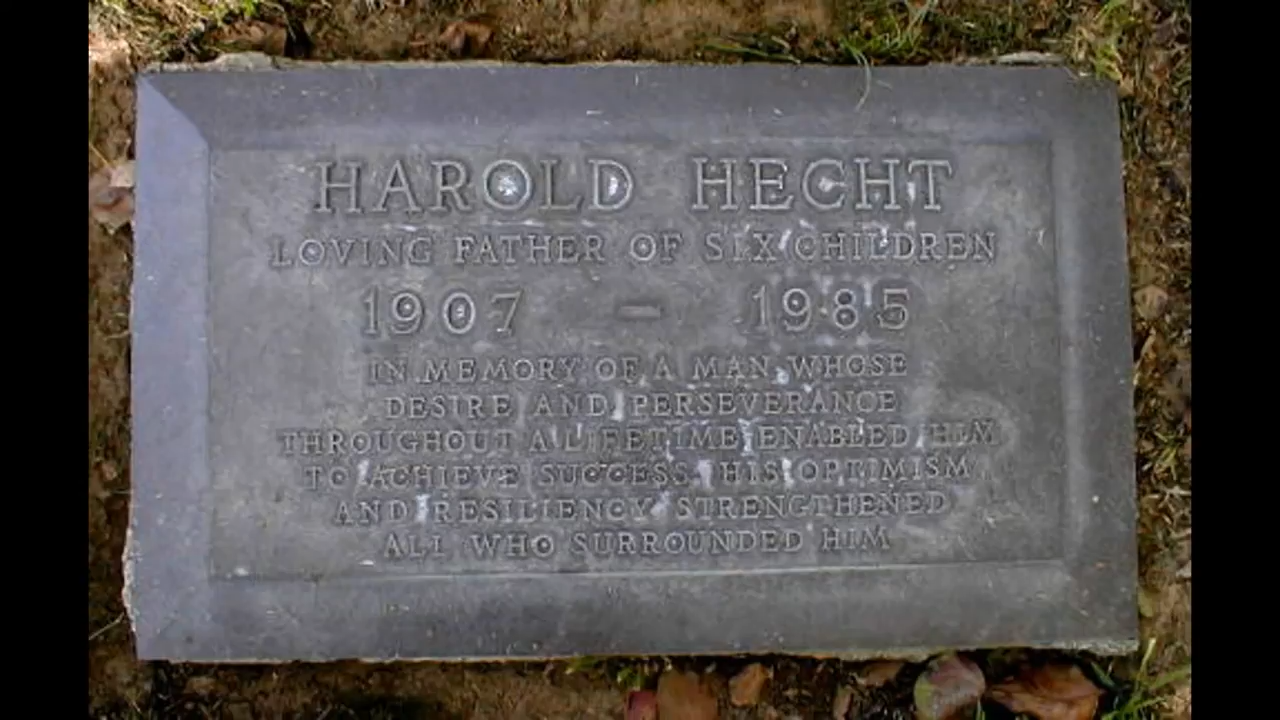 HAROLD HECHT
LOVING FATHER OF SIX CHILDREN
1907 - 1985
IN MEMORY OF A MAN WHOSE
DESIRE AND PERSEVERANCE
THROUGHOUT A LIFETIME ENABLED HIM
TO ACHIEVE SUCCESS. HIS OPTIMISM
AND RESILIENCY STRENGTHENED
ALL WHO SURROUNDED HIM